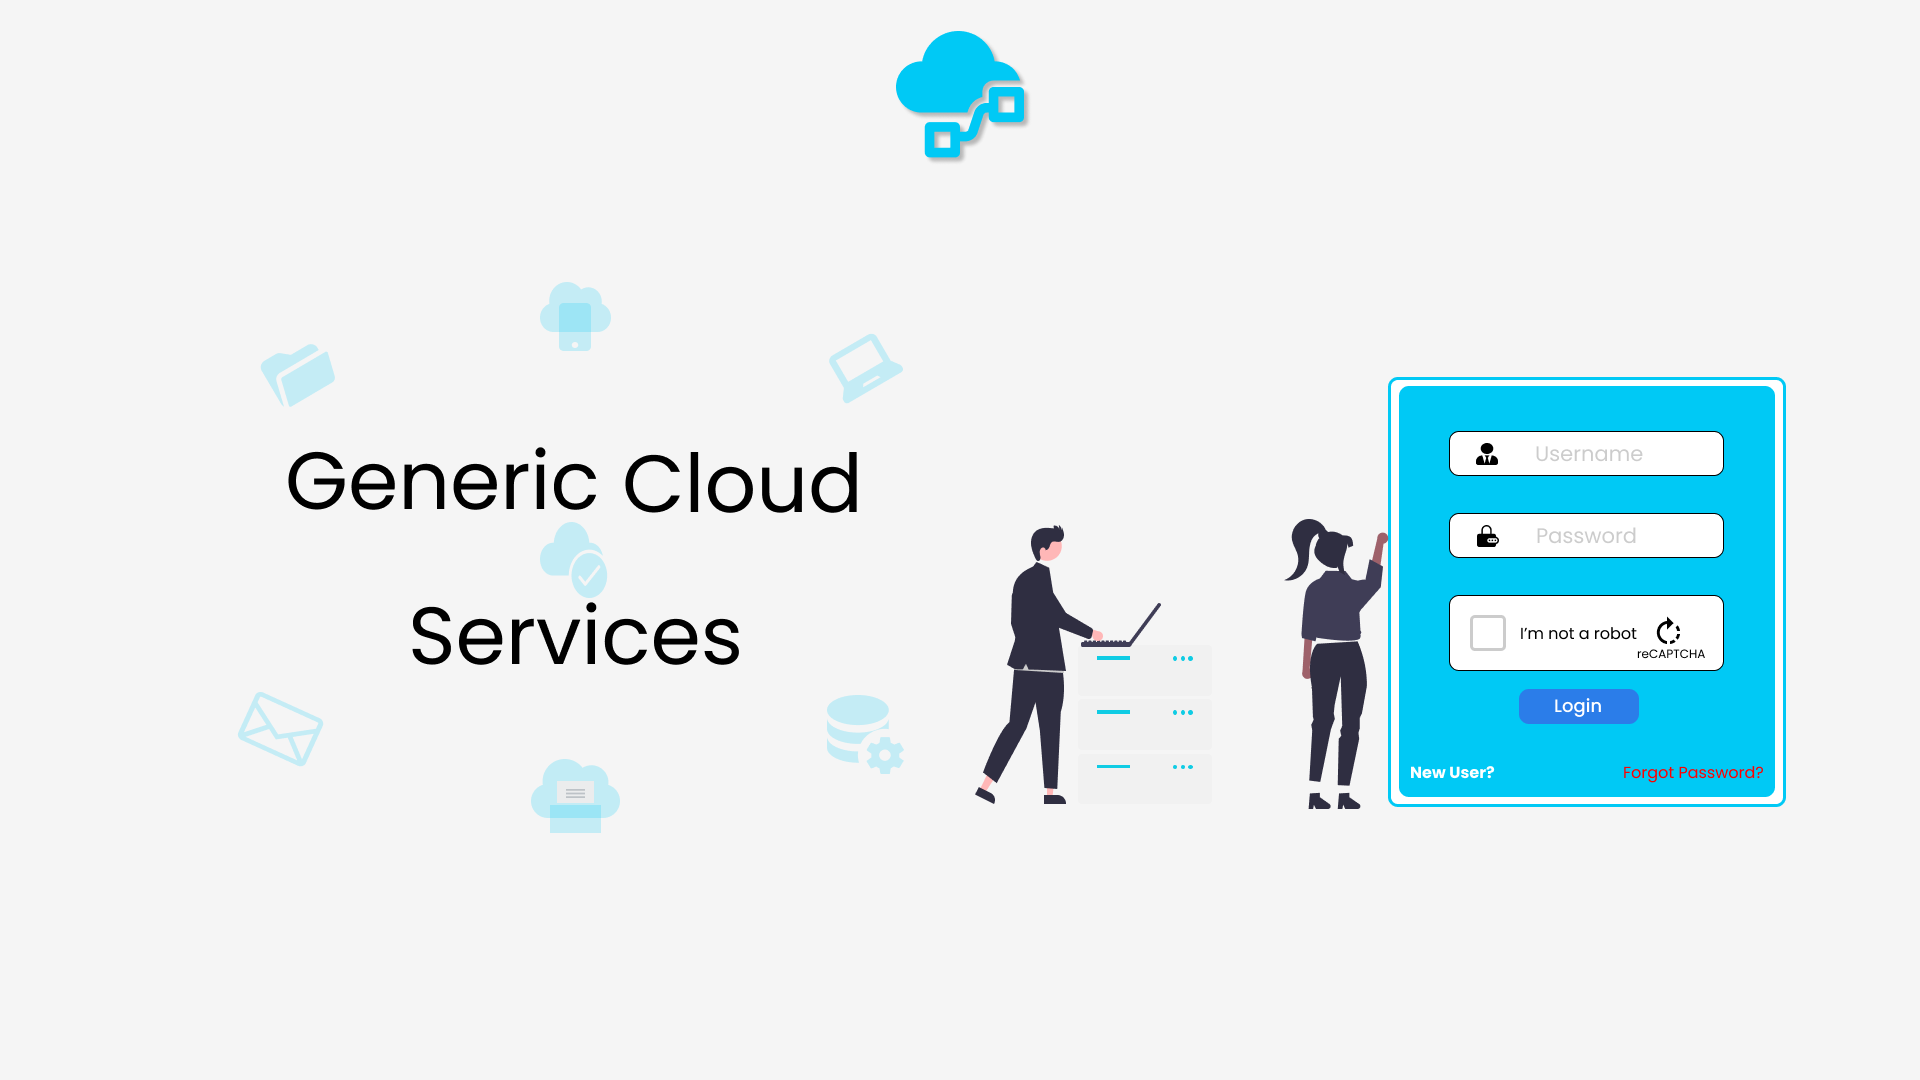 Generic Cloud
Services
Username
Password
I'm not a robot
reCAPTCHA
Login
New User?
Forgot Password?